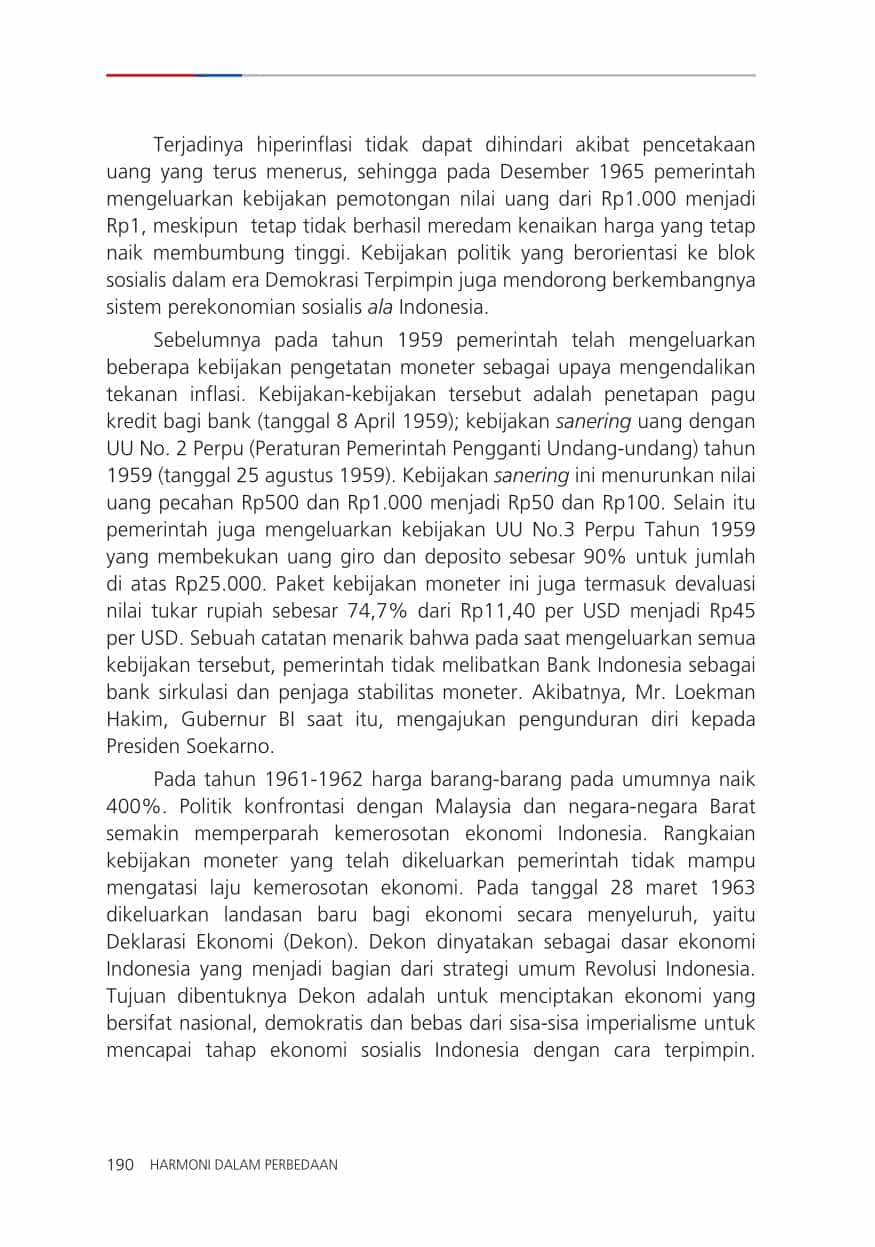 Terjadinya hiperinflasi tidak dapat dihindari akibat pencetakaan
uang yang terus menerus, sehingga pada Desember 1965 pemerintah
mengeluarkan kebijakan pemotongan nilai uang dari Rp1.000 menjadi
Rp1, meskipun  tetap tidak berhasil meredam kenaikan harga yang tetap
naik membumbung tinggi. Kebijakan politik yang berorientasi ke blok
sosialis dalam era Demokrasi Terpimpin juga mendorong berkembangnya
sistem perekonomian sosialis ala Indonesia.
Sebelumnya pada tahun 1959 pemerintah telah mengeluarkan
beberapa kebijakan pengetatan moneter sebagai upaya mengendalikan
tekanan inflasi. Kebijakan-kebijakan tersebut adalah penetapan pagu
kredit bagi bank (tanggal 8 April 1959); kebijakan sanering uang dengan
UU No. 2 Perpu (Peraturan Pemerintah Pengganti Undang-undang) tahun
1959 (tanggal 25 agustus 1959). Kebijakan sanering ini menurunkan nilai
uang pecahan Rp500 dan Rp1.000 menjadi Rp50 dan Rp100. Selain itu
pemerintah juga mengeluarkan kebijakan UU No.3 Perpu Tahun 1959
yang membekukan uang giro dan deposito sebesar 90% untuk jumlah
di atas Rp25.000. Paket kebijakan moneter ini juga termasuk devaluasi
nilai tukar rupiah sebesar 74,7% dari Rp11,40 per USD menjadi Rp45
per USD. Sebuah catatan menarik bahwa pada saat mengeluarkan semua
kebijakan tersebut, pemerintah tidak melibatkan Bank Indonesia sebagai
bank sirkulasi dan penjaga stabilitas moneter. Akibatnya, Mr. Loekman
Hakim, Gubernur BI saat itu, mengajukan pengunduran diri kepada
Presiden Soekarno.
Pada tahun 1961-1962 harga barang-barang pada umumnya naik
400%. Politik konfrontasi dengan Malaysia dan negara-negara Barat
semakin memperparah kemerosotan ekonomi Indonesia. Rangkaian
kebijakan moneter yang telah dikeluarkan pemerintah tidak mampu
mengatasi laju kemerosotan ekonomi. Pada tanggal 28 maret 1963
dikeluarkan landasan baru bagi ekonomi secara menyeluruh, yaitu
Deklarasi Ekonomi (Dekon). Dekon dinyatakan sebagai dasar ekonomi
Indonesia yang menjadi bagian dari strategi umum Revolusi Indonesia.
Tujuan dibentuknya Dekon adalah untuk menciptakan ekonomi yang
bersifat nasional, demokratis dan bebas dari sisa-sisa imperialisme untuk
mencapai tahap ekonomi sosialis Indonesia dengan cara terpimpin.
190 HARMONI DALAM PERBEDAAN